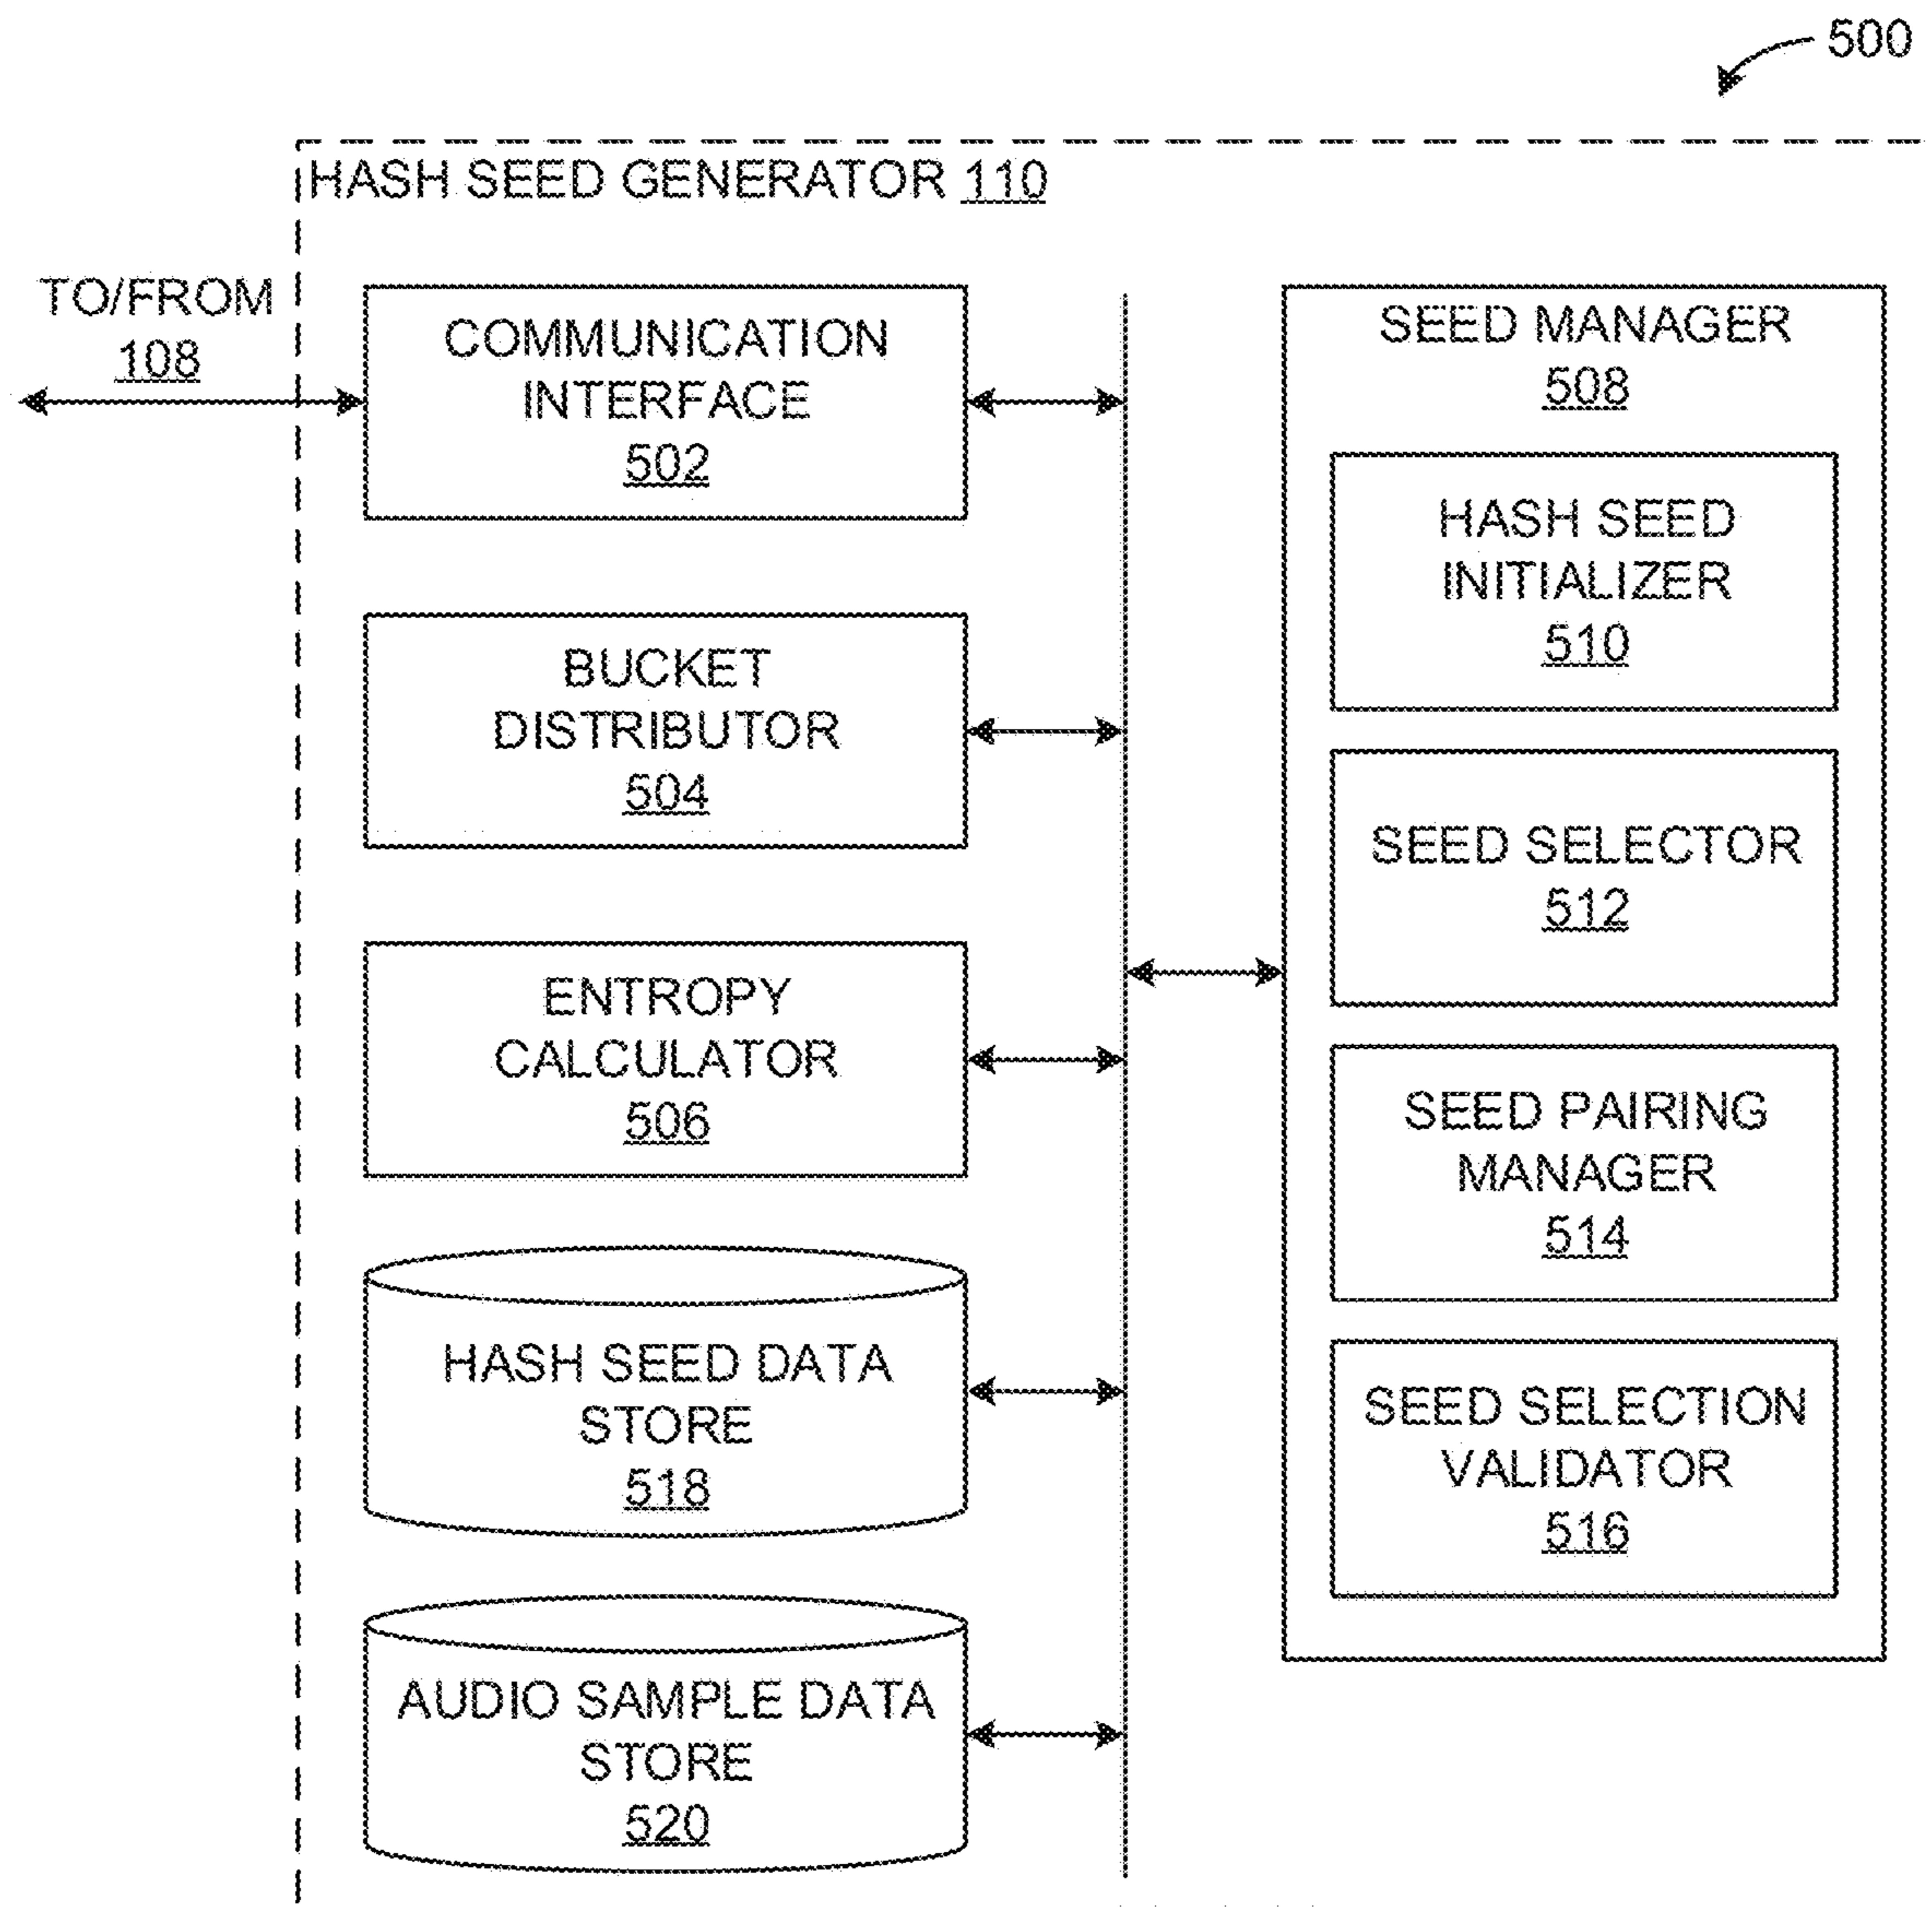 500
HASH SEED GENERATOR 110
TO/FROM
108
COMMUNICATION
INTERFACE
502
BUCKET
DISTRIBUTOR
504
ENTROPY
CALCULATOR
506
HASH SEED DATA
STORE
518
AUDIO SAMPLE DATA
STORE
520
SEED MANAGER
508
HASH SEED
INITIALIZER
510
SEED SELECTOR
512
SEED PAIRING
MANAGER
514
SEED SELECTION
VALIDATOR
516